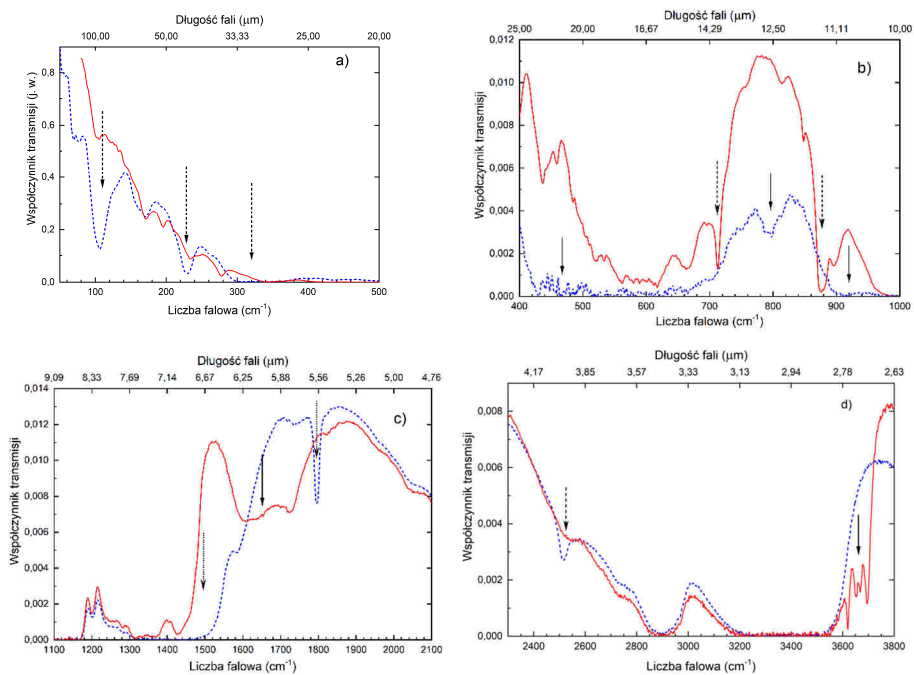 Długość fali (µm)
100,00 50,00 33,33 25,00 20,00
a)
Współczynnik transmisji (j. w.)
0,8
0,6
0,4
0,2
0,0
100 200 300 400 500
Liczba falowa (cm⁻¹)
Długość fali (µm)
25,00 20,00 16,67 14,29 12,50 11,11 10,00
b)
Współczynnik transmisji
0,012
0,010
0,008
0,006
0,004
0,002
0,000
400 500 600 700 800 900 1000
Liczba falowa (cm⁻¹)
Długość fali (µm)
9,09 8,33 7,69 7,14 6,67 6,25 5,88 5,56 5,26 5,00 4,76
c)
Współczynnik transmisji
0,014
0,012
0,010
0,008
0,006
0,004
0,002
0,000
1100 1200 1300 1400 1500 1600 1700 1800 1900 2000 2100
Liczba falowa (cm⁻¹)
Długość fali (µm)
4,17 3,85 3,57 3,33 3,13 2,94 2,78 2,63
d)
Współczynnik transmisji
0,008
0,006
0,004
0,002
0,000
2400 2600 2800 3000 3200 3400 3600 3800
Liczba falowa (cm⁻¹)